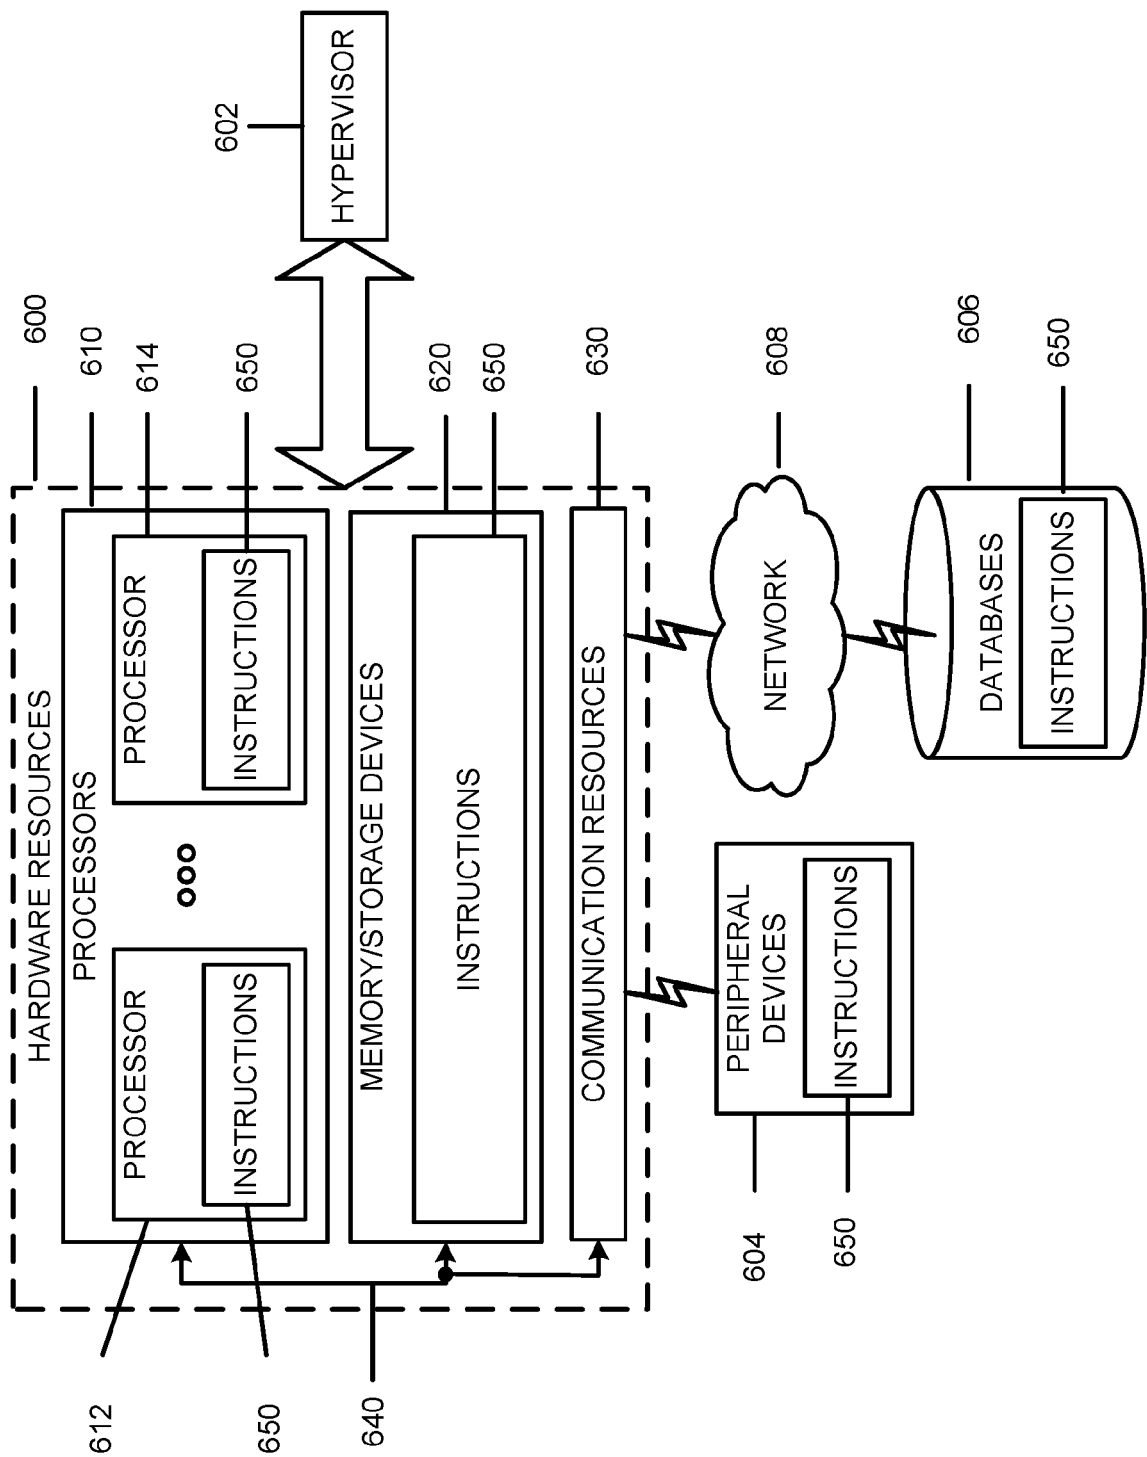 HARDWARE RESOURCES
600
PROCESSORS
610
612
PROCESSOR
PROCESSOR
614
650
INSTRUCTIONS
INSTRUCTIONS
650
602
HYPERVISOR
640
MEMORY/STORAGE DEVICES
620
INSTRUCTIONS
650
COMMUNICATION RESOURCES
630
604
PERIPHERAL
DEVICES
650
INSTRUCTIONS
NETWORK
608
606
DATABASES
INSTRUCTIONS
650